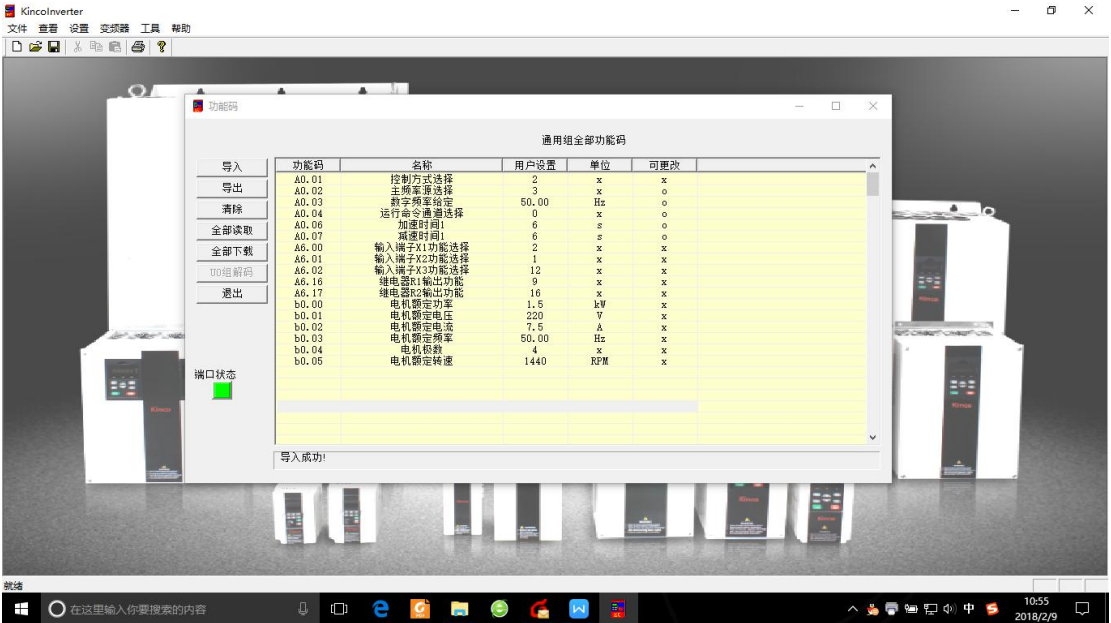 KincoInverter
文件 查看 设置 变频器 工具 帮助
功能码
通用组全部功能码
导入
导出
清除
全部读取
全部下载
U0组解码
退出
端口状态
功能码 名称 用户设置 单位 可更改
A0.01 控制方式选择 2 x x
A0.02 主频率源选择 3 x o
A0.03 数字频率给定 50.00 Hz o
A0.04 运行命令通道选择 0 x o
A0.06 加速时间1 6 s o
A0.07 减速时间1 6 s o
A6.00 输入端子X1功能选择 2 x x
A6.01 输入端子X2功能选择 1 x x
A6.02 输入端子X3功能选择 12 x x
A6.16 继电器R1输出功能 9 x x
A6.17 继电器R2输出功能 16 x x
b0.00 电机额定功率 1.5 kW x
b0.01 电机额定电压 220 V x
b0.02 电机额定电流 7.5 A x
b0.03 电机额定频率 50.00 Hz x
b0.04 电机极数 4 x x
b0.05 电机额定转速 1440 RPM x
导入成功!
Kinco
Kinco
Kinco
Kinco
Kinco
就绪
在这里输入你要搜索的内容
中
10:55
2018/2/9